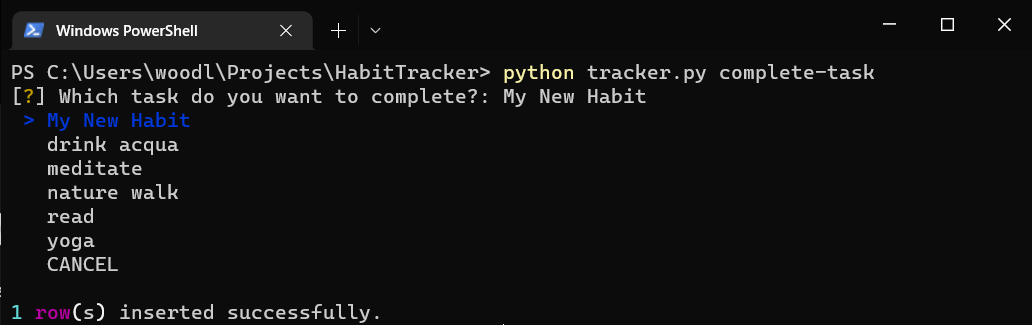 Windows PowerShell
PS C:\Users\woodl\Projects\HabitTracker> python tracker.py complete-task
[?] Which task do you want to complete?: My New Habit
> My New Habit
drink acqua
meditate
nature walk
read
yoga
CANCEL
1 row(s) inserted successfully.